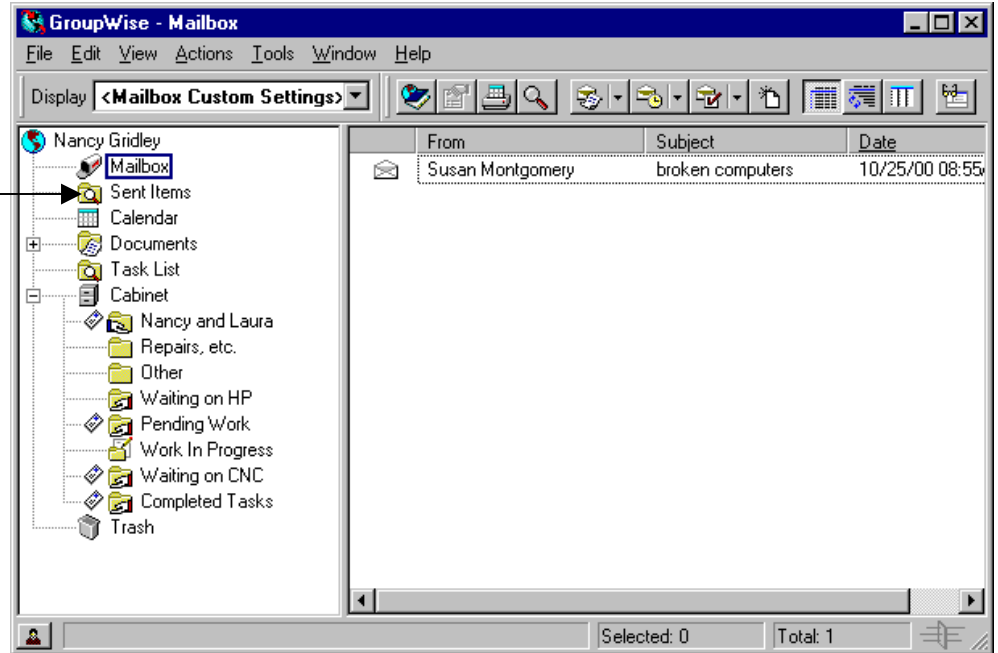 GroupWise - Mailbox
File Edit View Actions Tools Window Help
Display <Mailbox Custom Settings>
Nancy Gridley
Mailbox
Sent Items
Calendar
Documents
Task List
Cabinet
Nancy and Laura
Repairs, etc.
Other
Waiting on HP
Pending Work
Work In Progress
Waiting on CNC
Completed Tasks
Trash
From Subject Date
Susan Montgomery broken computers 10/25/00 08:55
Selected: 0 Total: 1